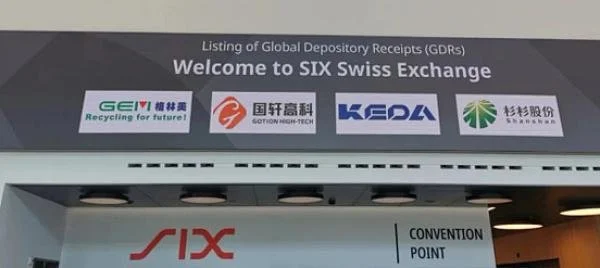 Listing of Global Depository Receipts (GDRs)
Welcome to SIX Swiss Exchange
GEM 格林美
Recycling for future!
国轩高科
GOTION HIGH-TECH
KEDA
杉杉股份
Shanshan
SIX
CONVENTION
POINT